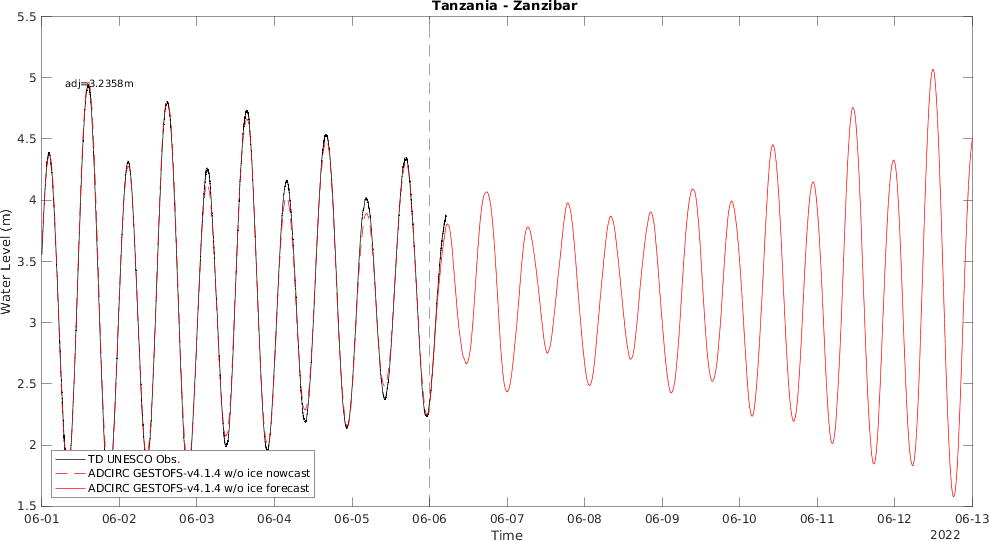 Tanzania - Zanzibar
5.5
5
4.5
4
3.5
3
2.5
2
1.5
Water Level (m)
adj=3.2358m
TD UNESCO Obs.
ADCIRC GESTOFS-v4.1.4 w/o ice nowcast
ADCIRC GESTOFS-v4.1.4 w/o ice forecast
06-01 06-02 06-03 06-04 06-05 06-06 06-07 06-08 06-09 06-10 06-11 06-12 06-13
Time
2022